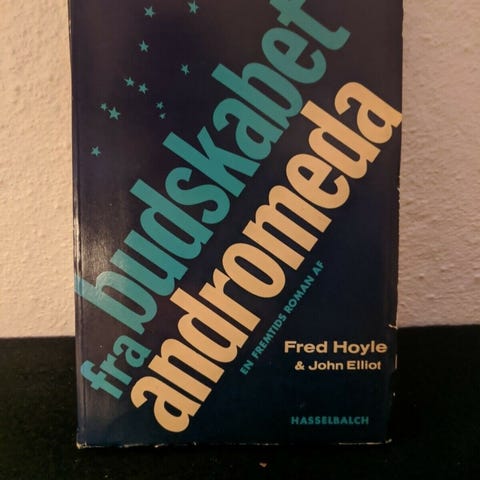 budskabet
fra andromeda
EN FREMTIDS ROMAN AF
Fred Hoyle
& John Elliot
HASSELBALCH